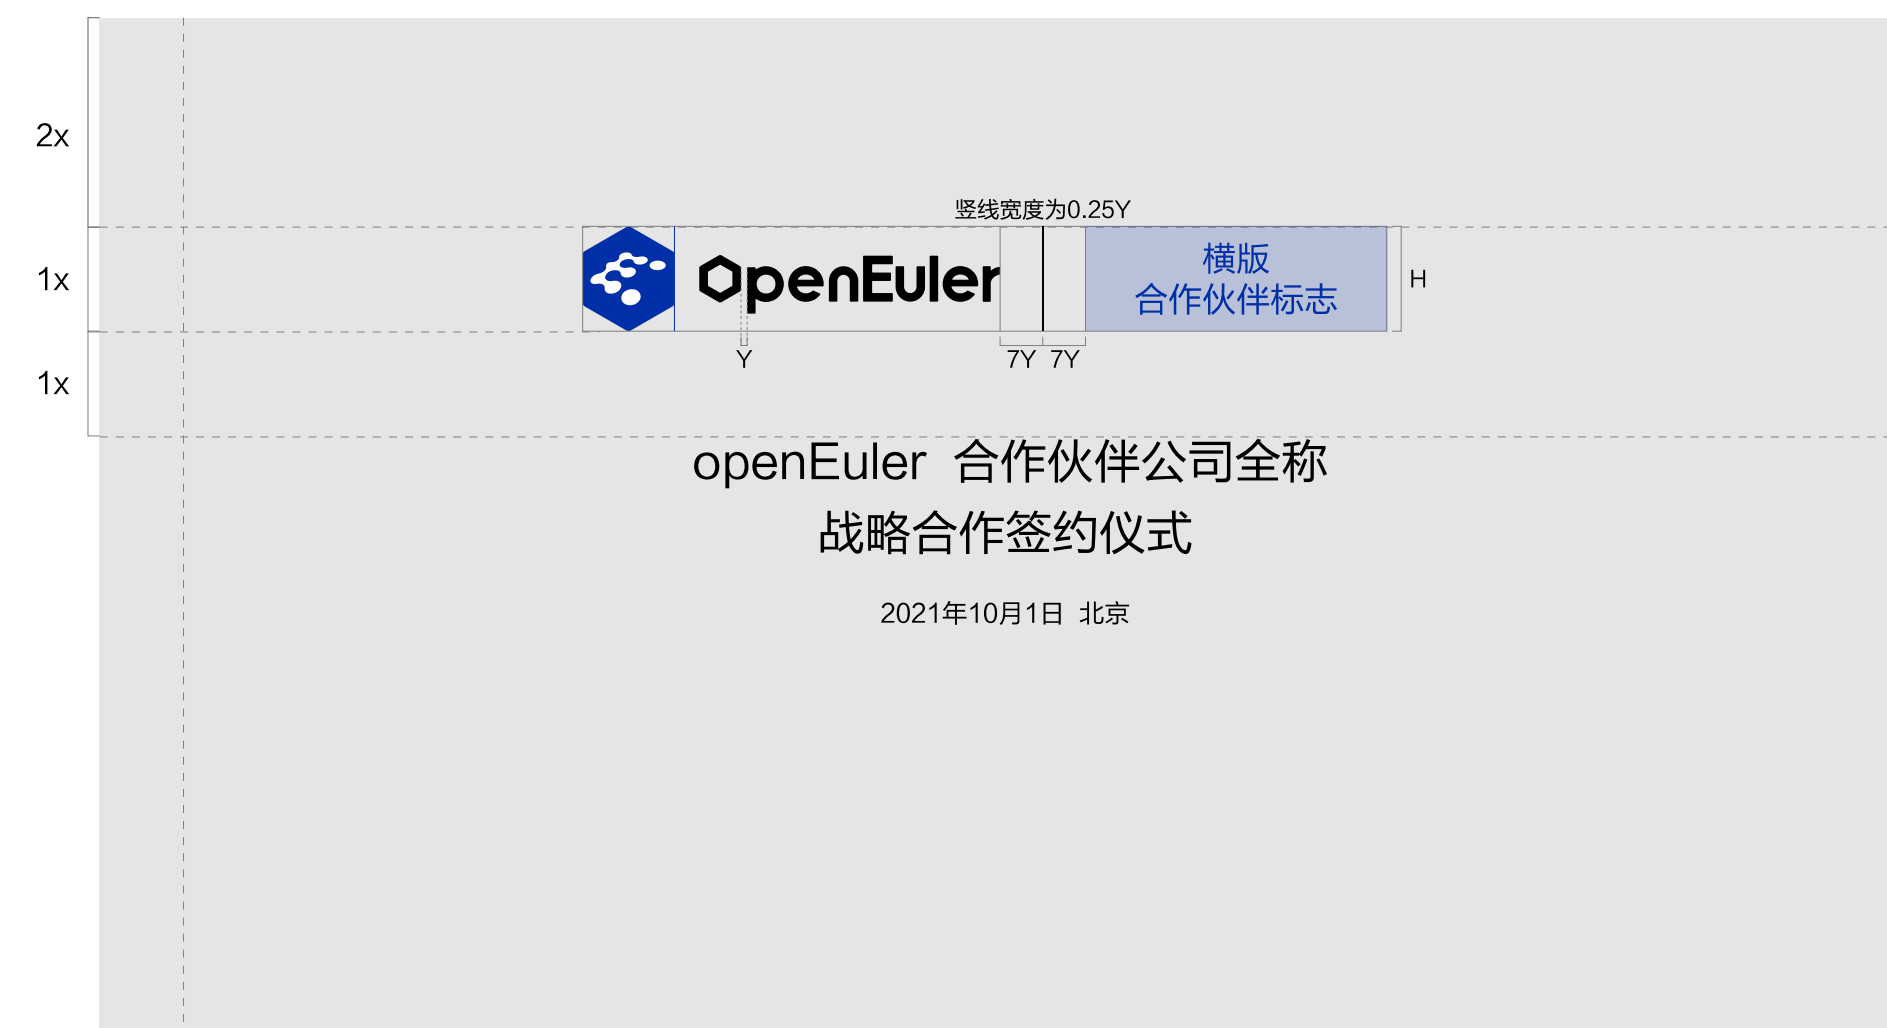 2x
竖线宽度为0.25Y
1x
openEuler
横版
合作伙伴标志
H
Y
7Y 7Y
1x
openEuler 合作伙伴公司全称
战略合作签约仪式
2021年10月1日 北京